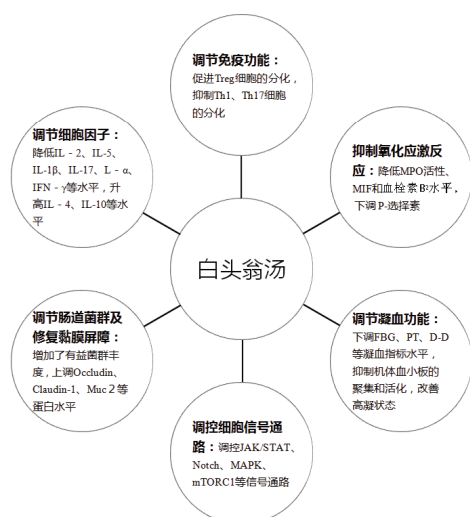 调节免疫功能：
促进Treg细胞的分化，
抑制Th1、Th17细胞
的分化
调节细胞因子：
降低IL - 2、IL-5、
IL-1β、IL-17、L - α、
IFN - γ等水平，升
高IL - 4、IL-10等水
平
抑制氧化应激反
应：降低MPO活性、
MIF和血栓素B²水平，
下调 P-选择素
白头翁汤
调节肠道菌群及
修复黏膜屏障：
增加了有益菌群丰
度，上调Occludin、
Claudin-1、Muc 2 等
蛋白水平
调节凝血功能：
下调FBG、PT、D-D
等凝血指标水平，
抑制机体血小板的
聚集和活化，改善
高凝状态
调控细胞信号通
路：调控JAK/STAT、
Notch、MAPK、
mTORC1等信号通路